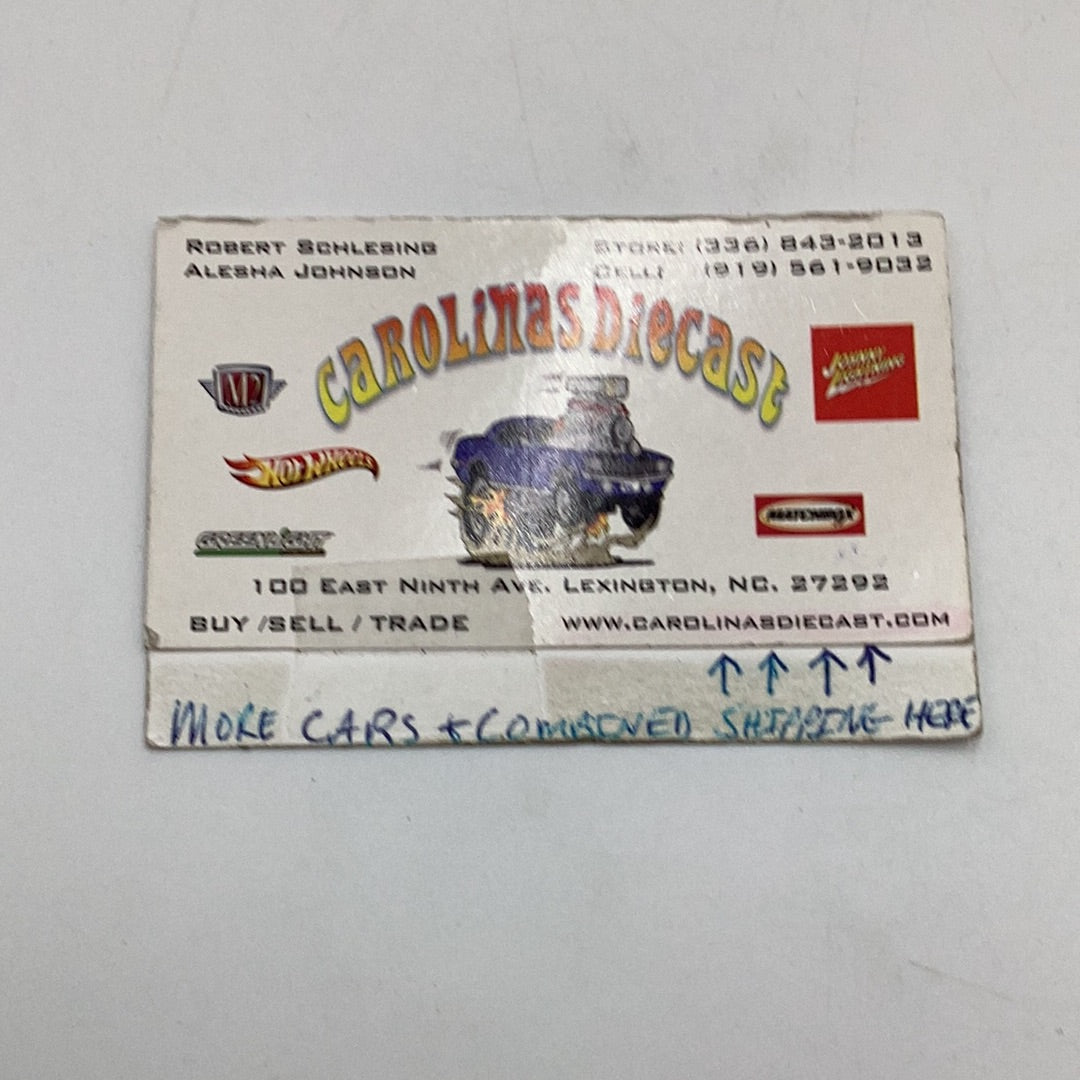 ROBERT SCHLESING
ALESHA JOHNSON
STORE: (336) 843-2013
CELL: (919) 561-9032
CAROLINAS DIECAST
M2
JOHNNY LIGHTNING
HOT WHEELS
MATCHBOX
GREENLIGHT
100 EAST NINTH AVE. LEXINGTON, NC. 27292
BUY /SELL / TRADE
WWW.CAROLINASDIECAST.COM
↑ ↑ ↑ ↑
MORE CARS + COMBINED SHIPPING HERE